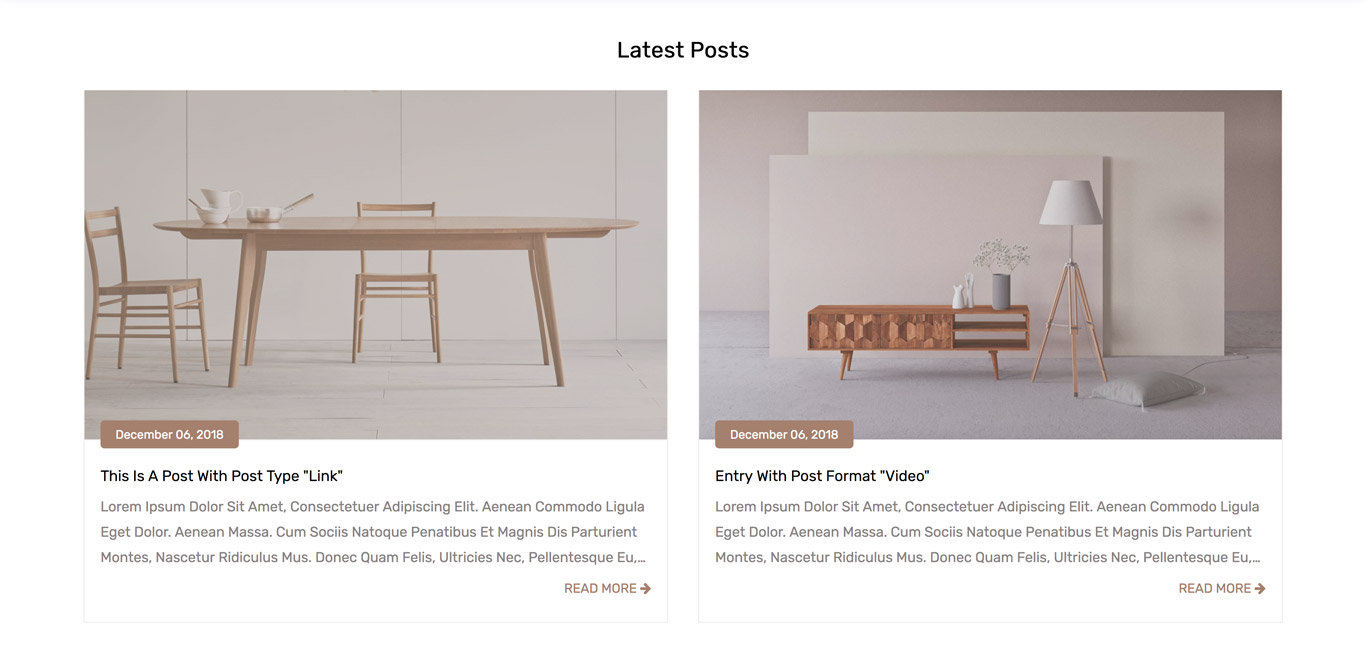 Latest Posts
December 06, 2018
This Is A Post With Post Type "Link"
Lorem Ipsum Dolor Sit Amet, Consectetuer Adipiscing Elit. Aenean Commodo Ligula
Eget Dolor. Aenean Massa. Cum Sociis Natoque Penatibus Et Magnis Dis Parturient
Montes, Nascetur Ridiculus Mus. Donec Quam Felis, Ultricies Nec, Pellentesque Eu,...
READ MORE
December 06, 2018
Entry With Post Format "Video"
Lorem Ipsum Dolor Sit Amet, Consectetuer Adipiscing Elit. Aenean Commodo Ligula
Eget Dolor. Aenean Massa. Cum Sociis Natoque Penatibus Et Magnis Dis Parturient
Montes, Nascetur Ridiculus Mus. Donec Quam Felis, Ultricies Nec, Pellentesque Eu,...
READ MORE